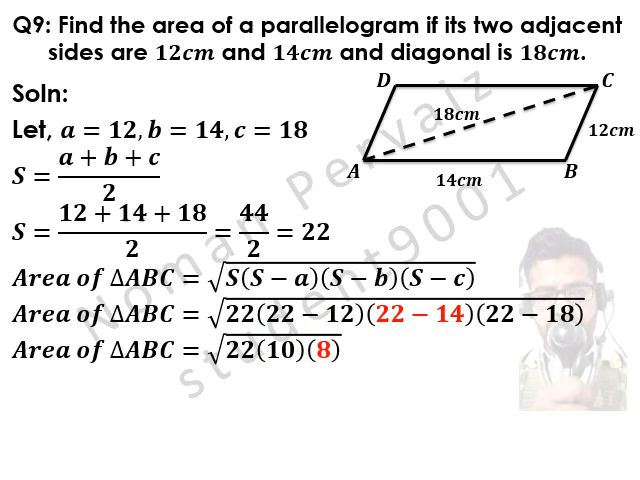 Q9: Find the area of a parallelogram if its two adjacent
sides are 12cm and 14cm and diagonal is 18cm.
Soln:
Let, a = 12, b = 14, c = 18
S = (a + b + c)/2
S = (12 + 14 + 18)/2 = 44/2 = 22
Area of ΔABC = √(S(S − a)(S − b)(S − c))
Area of ΔABC = √(22(22 − 12)(22 − 14)(22 − 18))
Area of ΔABC = √(22(10)(8))
D
C
18cm
12cm
A
B
14cm
Noman Pervaiz
student9001